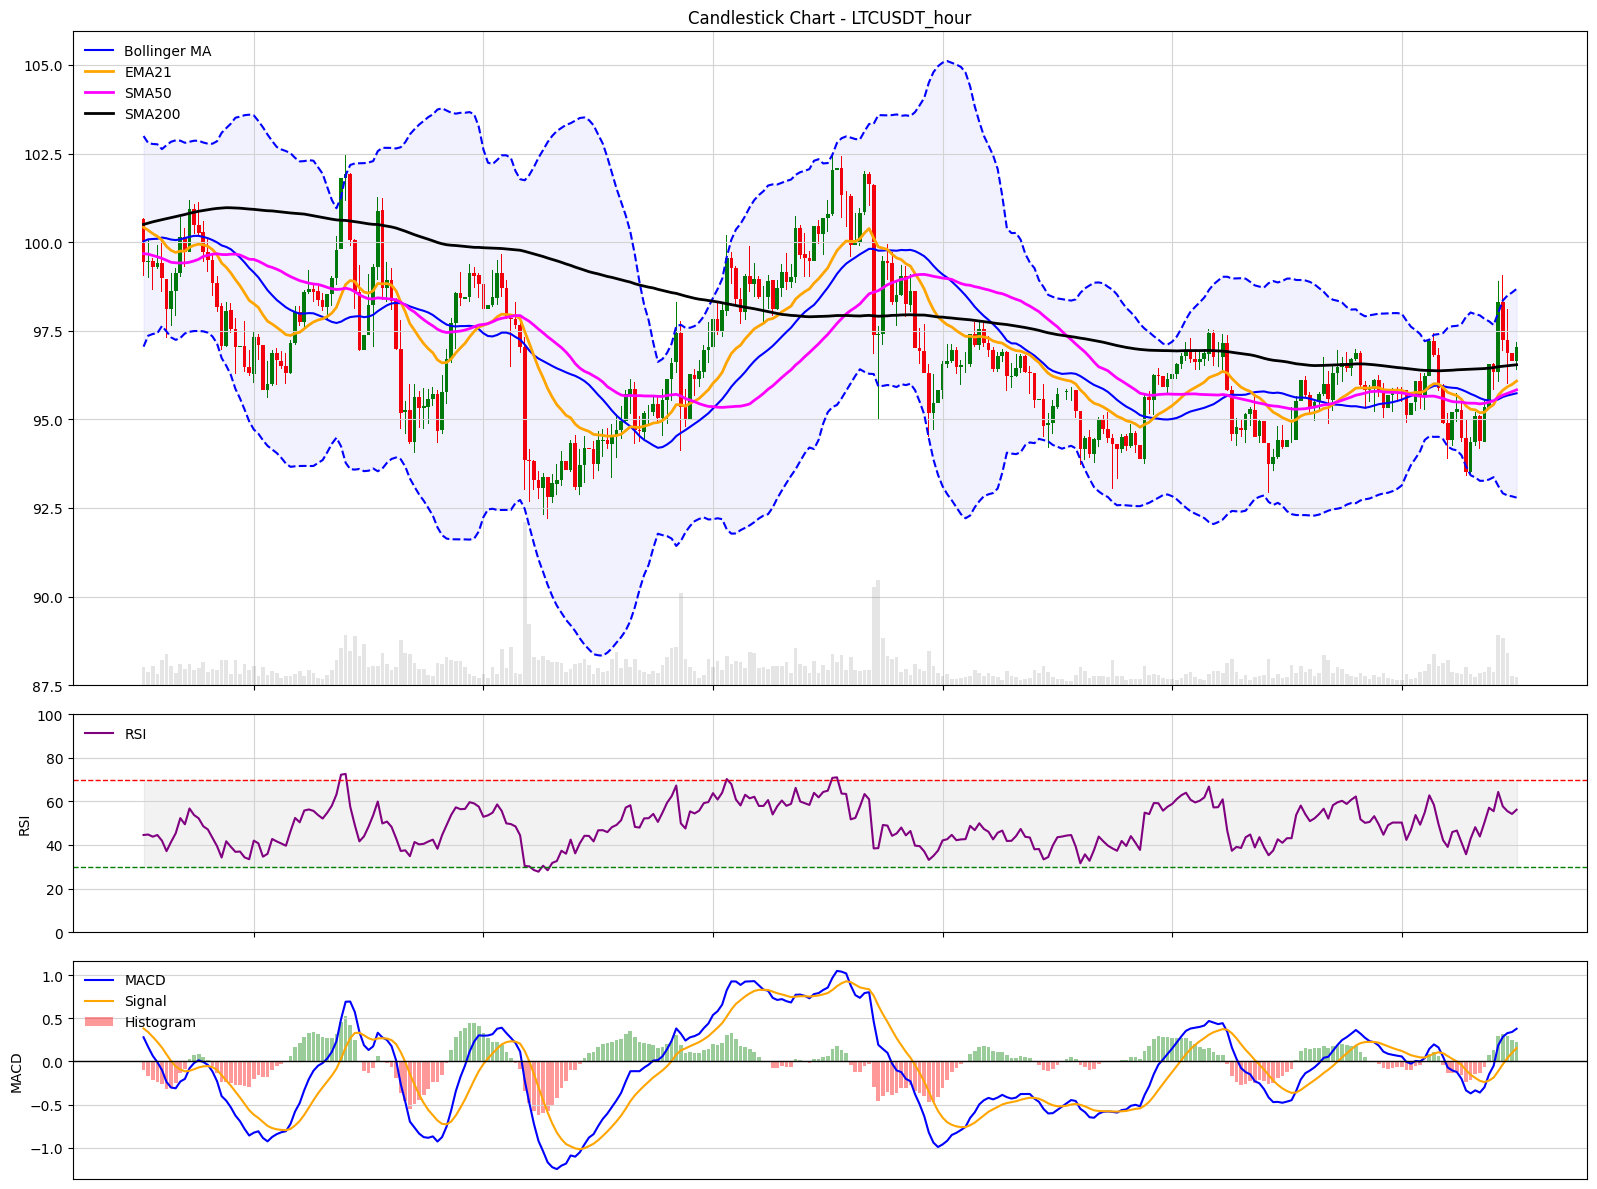 Candlestick Chart - LTCUSDT_hour
Bollinger MA
EMA21
SMA50
SMA200
105.0
102.5
100.0
97.5
95.0
92.5
90.0
87.5
RSI
RSI
100
80
60
40
20
0
MACD
Signal
Histogram
MACD
1.0
0.5
0.0
−0.5
−1.0